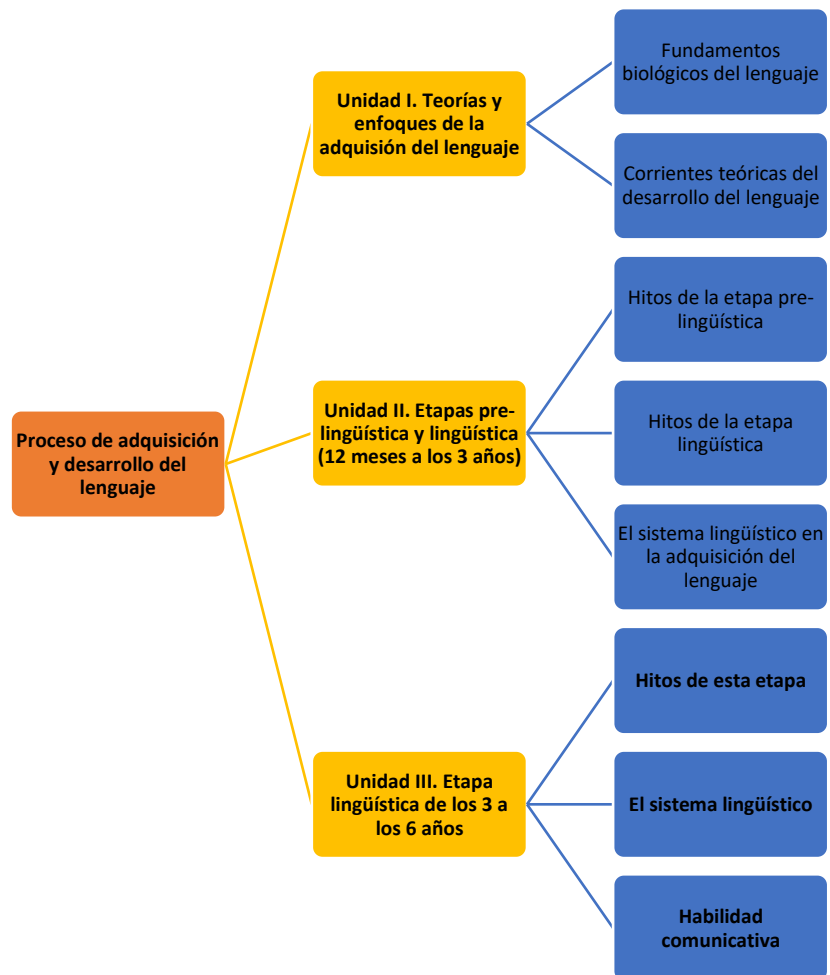 Proceso de adquisición
y desarrollo del
lenguaje
Unidad I. Teorías y
enfoques de la
adquisión del lenguaje
Fundamentos
biológicos del lenguaje
Corrientes teóricas del
desarrollo del lenguaje
Unidad II. Etapas pre-
lingüística y lingüística
(12 meses a los 3 años)
Hitos de la etapa pre-
lingüística
Hitos de la etapa
lingüística
El sistema lingüístico en
la adquisición del
lenguaje
Unidad III. Etapa
lingüística de los 3 a
los 6 años
Hitos de esta etapa
El sistema lingüístico
Habilidad
comunicativa